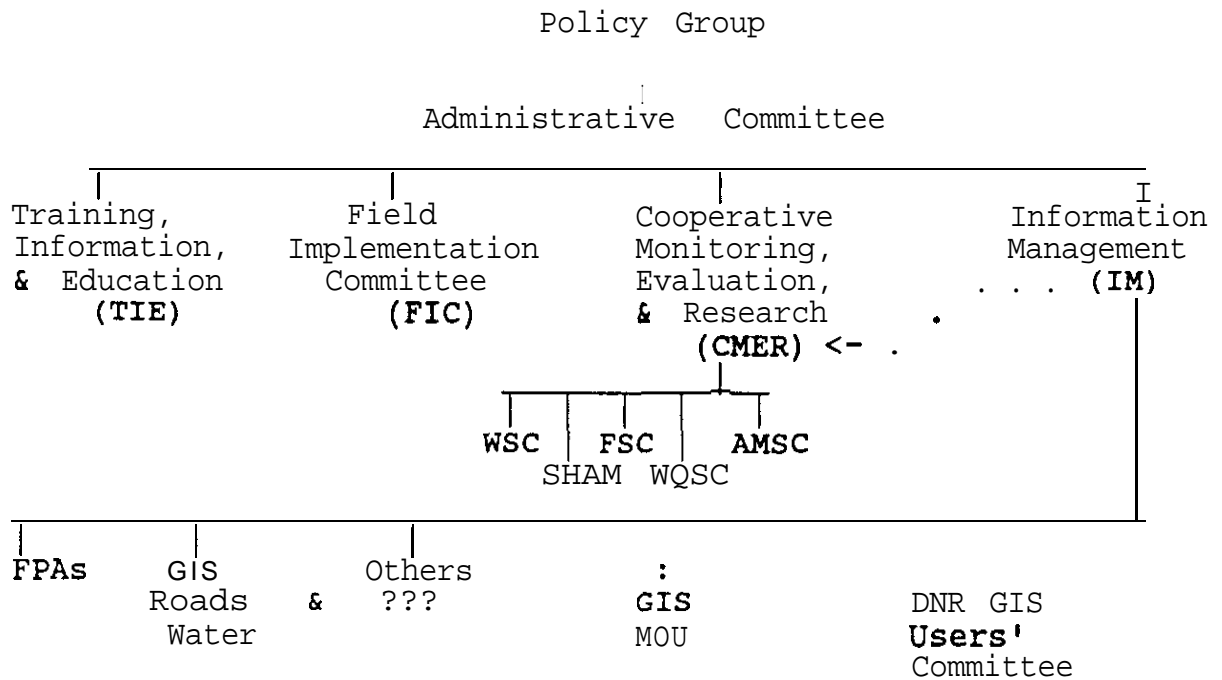 Policy Group
Administrative Committee
Training,
Information,
& Education
(TIE)
Field
Implementation
Committee
(FIC)
Cooperative
Monitoring,
Evaluation,
& Research
(CMER) <- .
Information
Management
. . . (IM)
WSC FSC AMSC
SHAM WQSC
FPAs
GIS
Roads &
Water
Others
???
:
GIS
MOU
DNR GIS
Users'
Committee